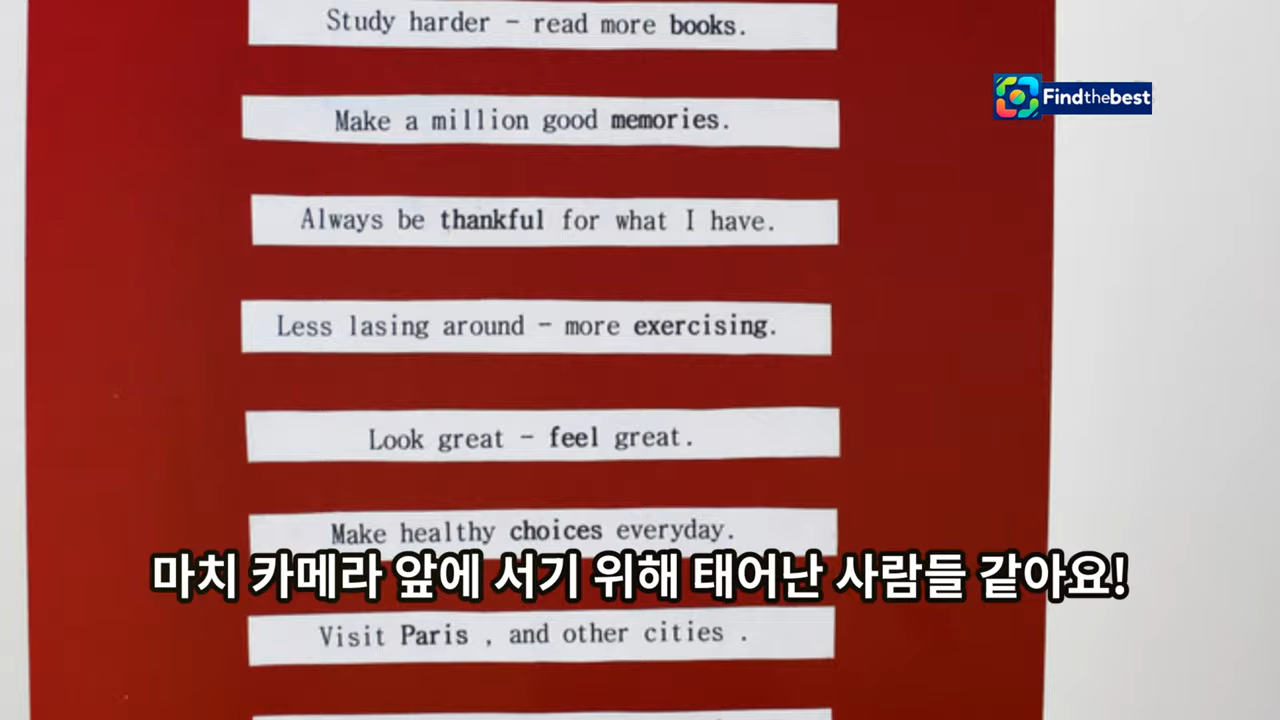 Study harder - read more books.
Findthebest
Make a million good memories.
Always be thankful for what I have.
Less lasing around - more exercising.
Look great - feel great.
Make healthy choices everyday.
마치 카메라 앞에 서기 위해 태어난 사람들 같아요!
Visit Paris , and other cities .